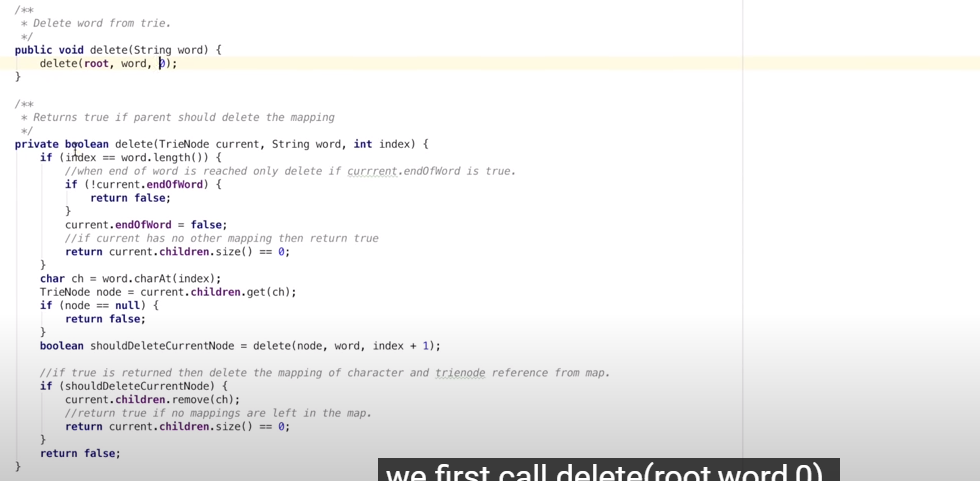 /**
 * Delete word from trie.
 */
public void delete(String word) {
    delete(root, word, 0);
}

/**
 * Returns true if parent should delete the mapping
 */
private boolean delete(TrieNode current, String word, int index) {
    if (index == word.length()) {
        //when end of word is reached only delete if currrent.endOfWord is true.
        if (!current.endOfWord) {
            return false;
        }
        current.endOfWord = false;
        //if current has no other mapping then return true
        return current.children.size() == 0;
    }
    char ch = word.charAt(index);
    TrieNode node = current.children.get(ch);
    if (node == null) {
        return false;
    }
    boolean shouldDeleteCurrentNode = delete(node, word, index + 1);

    //if true is returned then delete the mapping of character and trienode reference from map.
    if (shouldDeleteCurrentNode) {
        current.children.remove(ch);
        //return true if no mappings are left in the map.
        return current.children.size() == 0;
    }
    return false;
}
we first call delete(root,word,0)